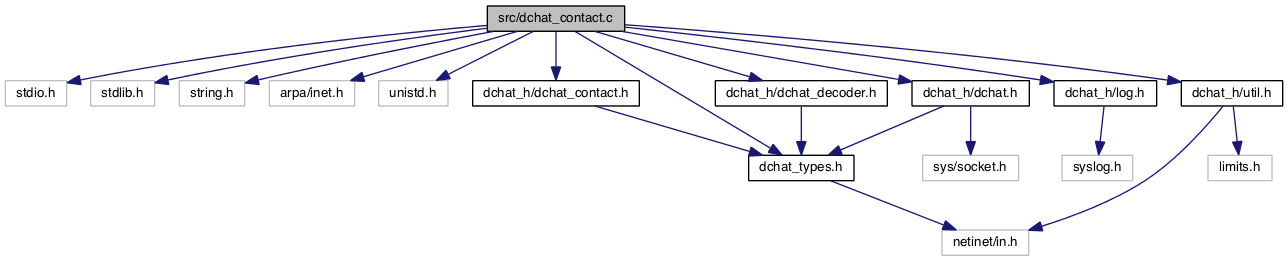 src/dchat_contact.c
stdio.h
stdlib.h
string.h
arpa/inet.h
unistd.h
dchat_h/dchat_contact.h
dchat_h/dchat_decoder.h
dchat_h/dchat.h
dchat_h/log.h
dchat_h/util.h
dchat_types.h
sys/socket.h
syslog.h
limits.h
netinet/in.h